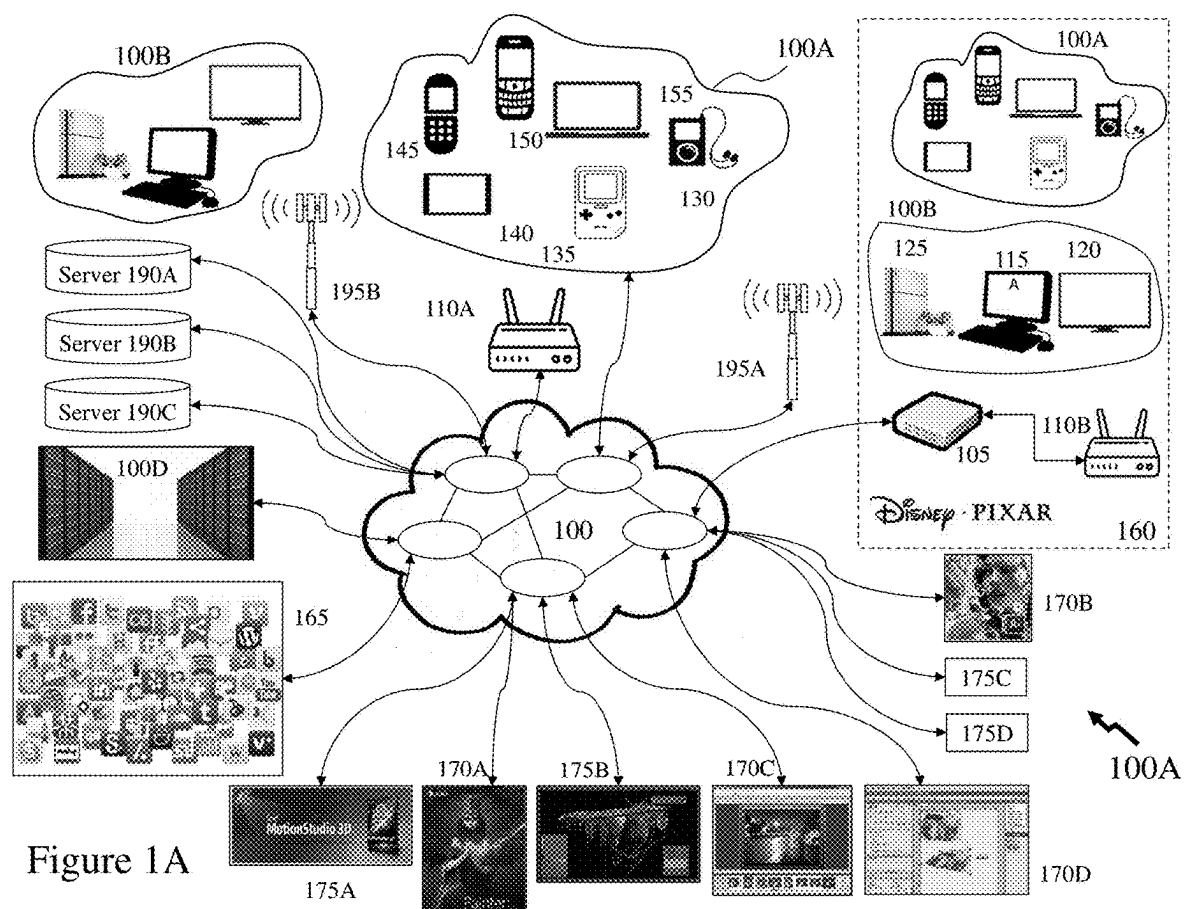 100B
100A
145
150
155
130
140
135
100A
100B
125
115
A
120
Server 190A
Server 190B
Server 190C
195B
110A
195A
105
110B
100D
100
Disney · PIXAR
160
165
170B
175C
175D
100A
170A
175B
170C
MotionStudio 3D
Figure 1A
175A
170D